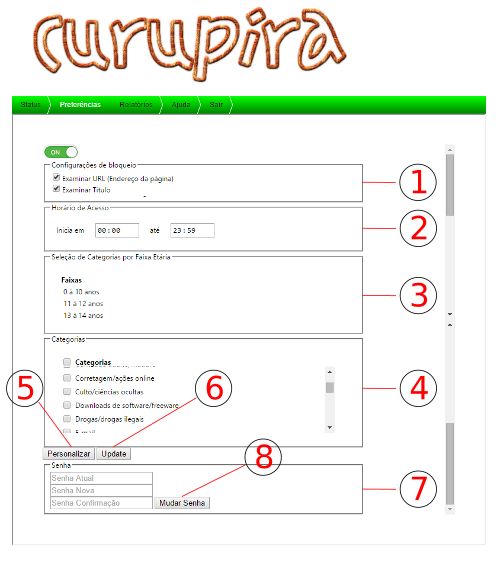 curupira
Status Preferências Relatórios Ajuda Sair
ON
Configurações de bloqueio
Examinar URL (Endereço da página)
Examinar Título
1
Horário de Acesso
Inicia em 00:00 até 23:59
2
Seleção de Categorias por Faixa Etária
Faixas
0 à 10 anos
11 à 12 anos
13 à 14 anos
3
Categorias
Categorias
Corretagem/ações online
Culto/ciências ocultas
Downloads de software/freeware
Drogas/drogas ilegais
E-mail
4
5
6
Personalizar Update
8
Senha
Senha Atual
Senha Nova
Senha Confirmação Mudar Senha
7